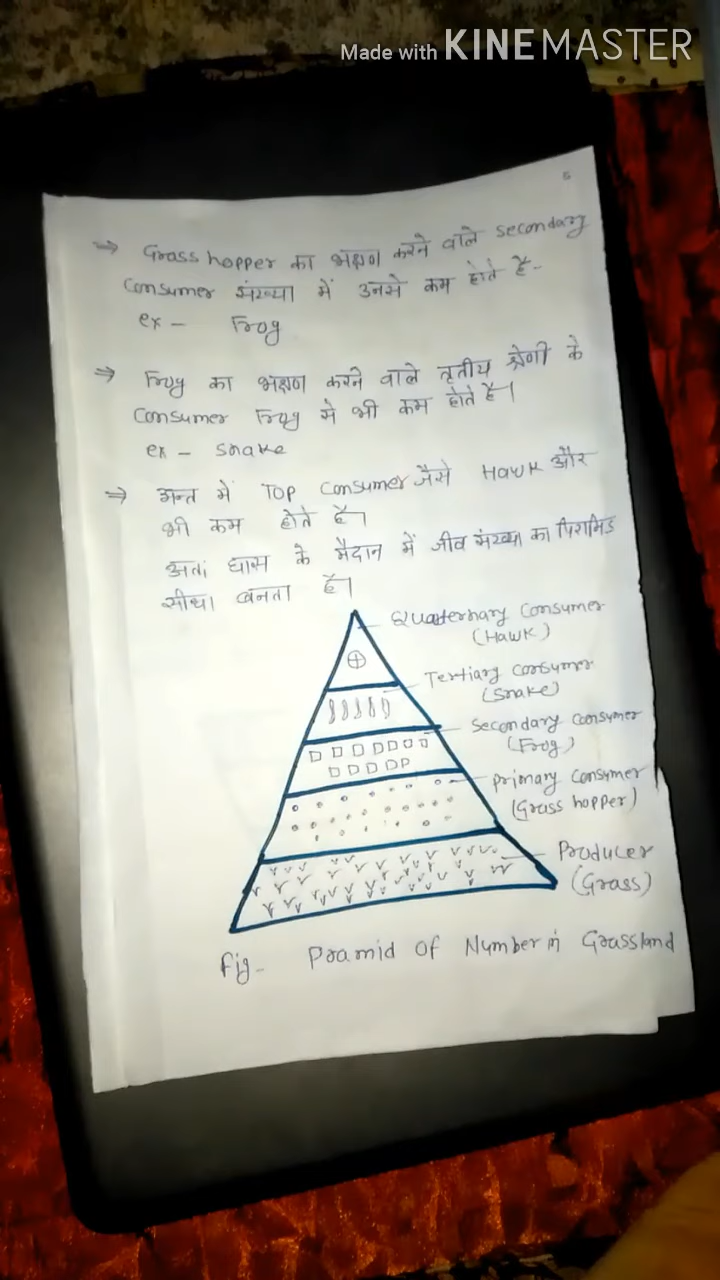 Made with KINEMASTER
5
⇒ Grass hopper का भक्षण करने वाले secondary
consumer संख्या में उनसे कम होते है-
ex - Frog
⇒ Frog का भक्षण करने वाले तृतीय श्रेणी के
consumer Frog से भी कम होते है।
ex - snake
⇒ अन्त में TOP consumer जैसे Hawk और
भी कम होते है।
अतः घास के मैदान में जीव संख्या का पिरामिड
सीधा बनता है।
Quaternary consumer
(Hawk)
Tertiary consumer
(snake)
secondary consumer
(Frog)
primary consumer
(Grass hopper)
Producer
(Grass)
Fig- Pramid Of Number in Grassland